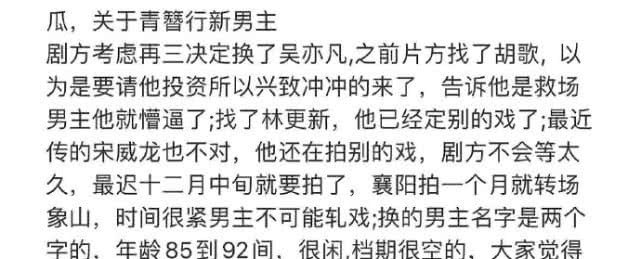 瓜，关于青簪行新男主
剧方考虑再三决定换了吴亦凡,之前片方找了胡歌，以
为是要请他投资所以兴致冲冲的来了，告诉他是救场
男主他就懵逼了;找了林更新，他已经定别的戏了;最近
传的宋威龙也不对，他还在拍别的戏，剧方不会等太
久，最迟十二月中旬就要拍了，襄阳拍一个月就转场
象山，时间很紧男主不可能轧戏;换的男主名字是两个
字的，年龄85到92间，很闲,档期很空的，大家觉得